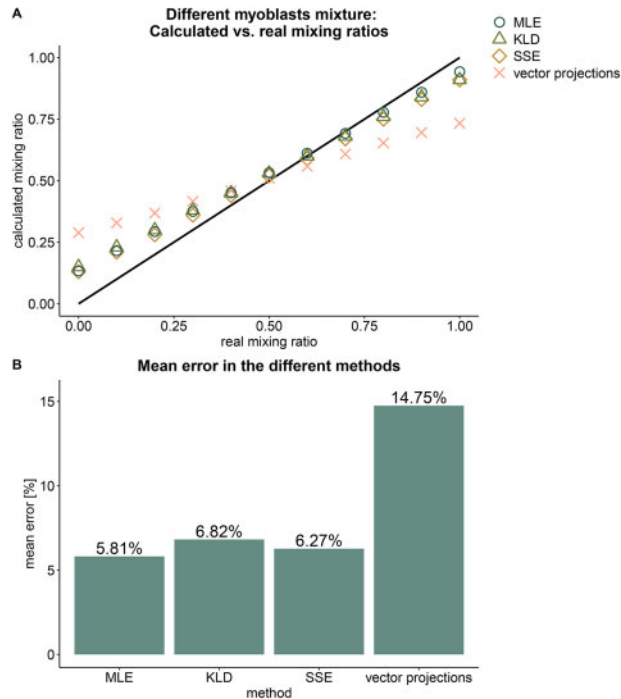 A
Different myoblasts mixture:
Calculated vs. real mixing ratios
MLE
KLD
SSE
vector projections
calculated mixing ratio
1.00
0.75
0.50
0.25
0.00
0.00 0.25 0.50 0.75 1.00
real mixing ratio
B
Mean error in the different methods
mean error [%]
15
10
5
0
5.81%
6.82%
6.27%
14.75%
MLE KLD SSE vector projections
method